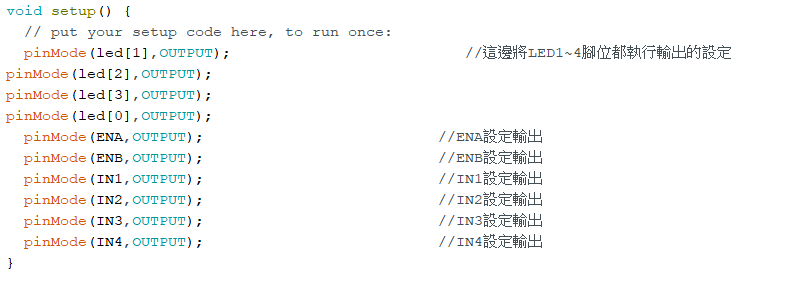 void setup() {
  // put your setup code here, to run once:
  pinMode(led[1],OUTPUT);                          //這邊將LED1~4腳位都執行輸出的設定
pinMode(led[2],OUTPUT);
pinMode(led[3],OUTPUT);
pinMode(led[0],OUTPUT);
  pinMode(ENA,OUTPUT);                          //ENA設定輸出
  pinMode(ENB,OUTPUT);                          //ENB設定輸出
  pinMode(IN1,OUTPUT);                          //IN1設定輸出
  pinMode(IN2,OUTPUT);                          //IN2設定輸出
  pinMode(IN3,OUTPUT);                          //IN3設定輸出
  pinMode(IN4,OUTPUT);                          //IN4設定輸出
}